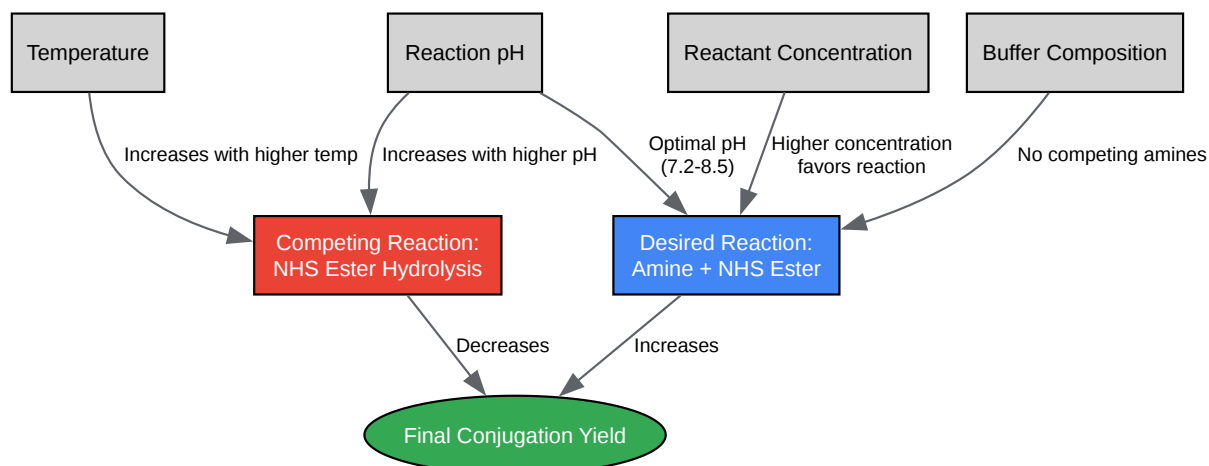 Temperature
Reaction pH
Reactant Concentration
Buffer Composition
Increases with higher temp
Increases with higher pH
Optimal pH
(7.2-8.5)
Higher concentration
favors reaction
No competing amines
Competing Reaction:
NHS Ester Hydrolysis
Desired Reaction:
Amine + NHS Ester
Decreases
Increases
Final Conjugation Yield